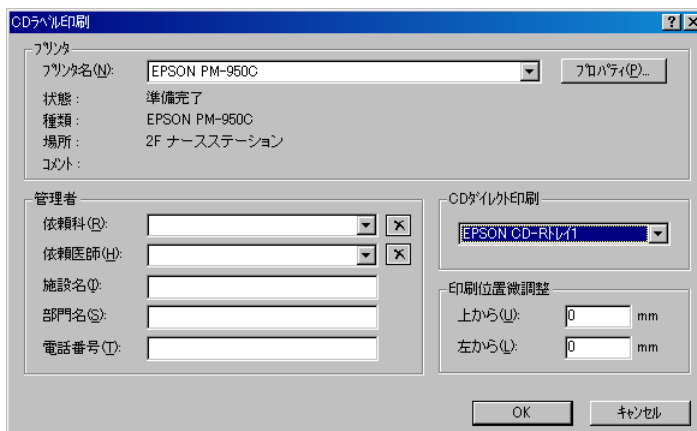 CDﾗﾍﾞﾙ印刷
ﾌﾟﾘﾝﾀ
ﾌﾟﾘﾝﾀ名(N): EPSON PM-950C ﾌﾟﾛﾊﾟﾃｨ(P)...
状態: 準備完了
種類: EPSON PM-950C
場所: 2F ナースステーション
ｺﾒﾝﾄ:
管理者
依頼科(R):
依頼医師(H):
施設名(I):
部門名(S):
電話番号(T):
CDﾀﾞｲﾚｸﾄ印刷
EPSON CD-Rﾄﾚｲ1
印刷位置微調整
上から(U): 0 mm
左から(L): 0 mm
OK ｷｬﾝｾﾙ